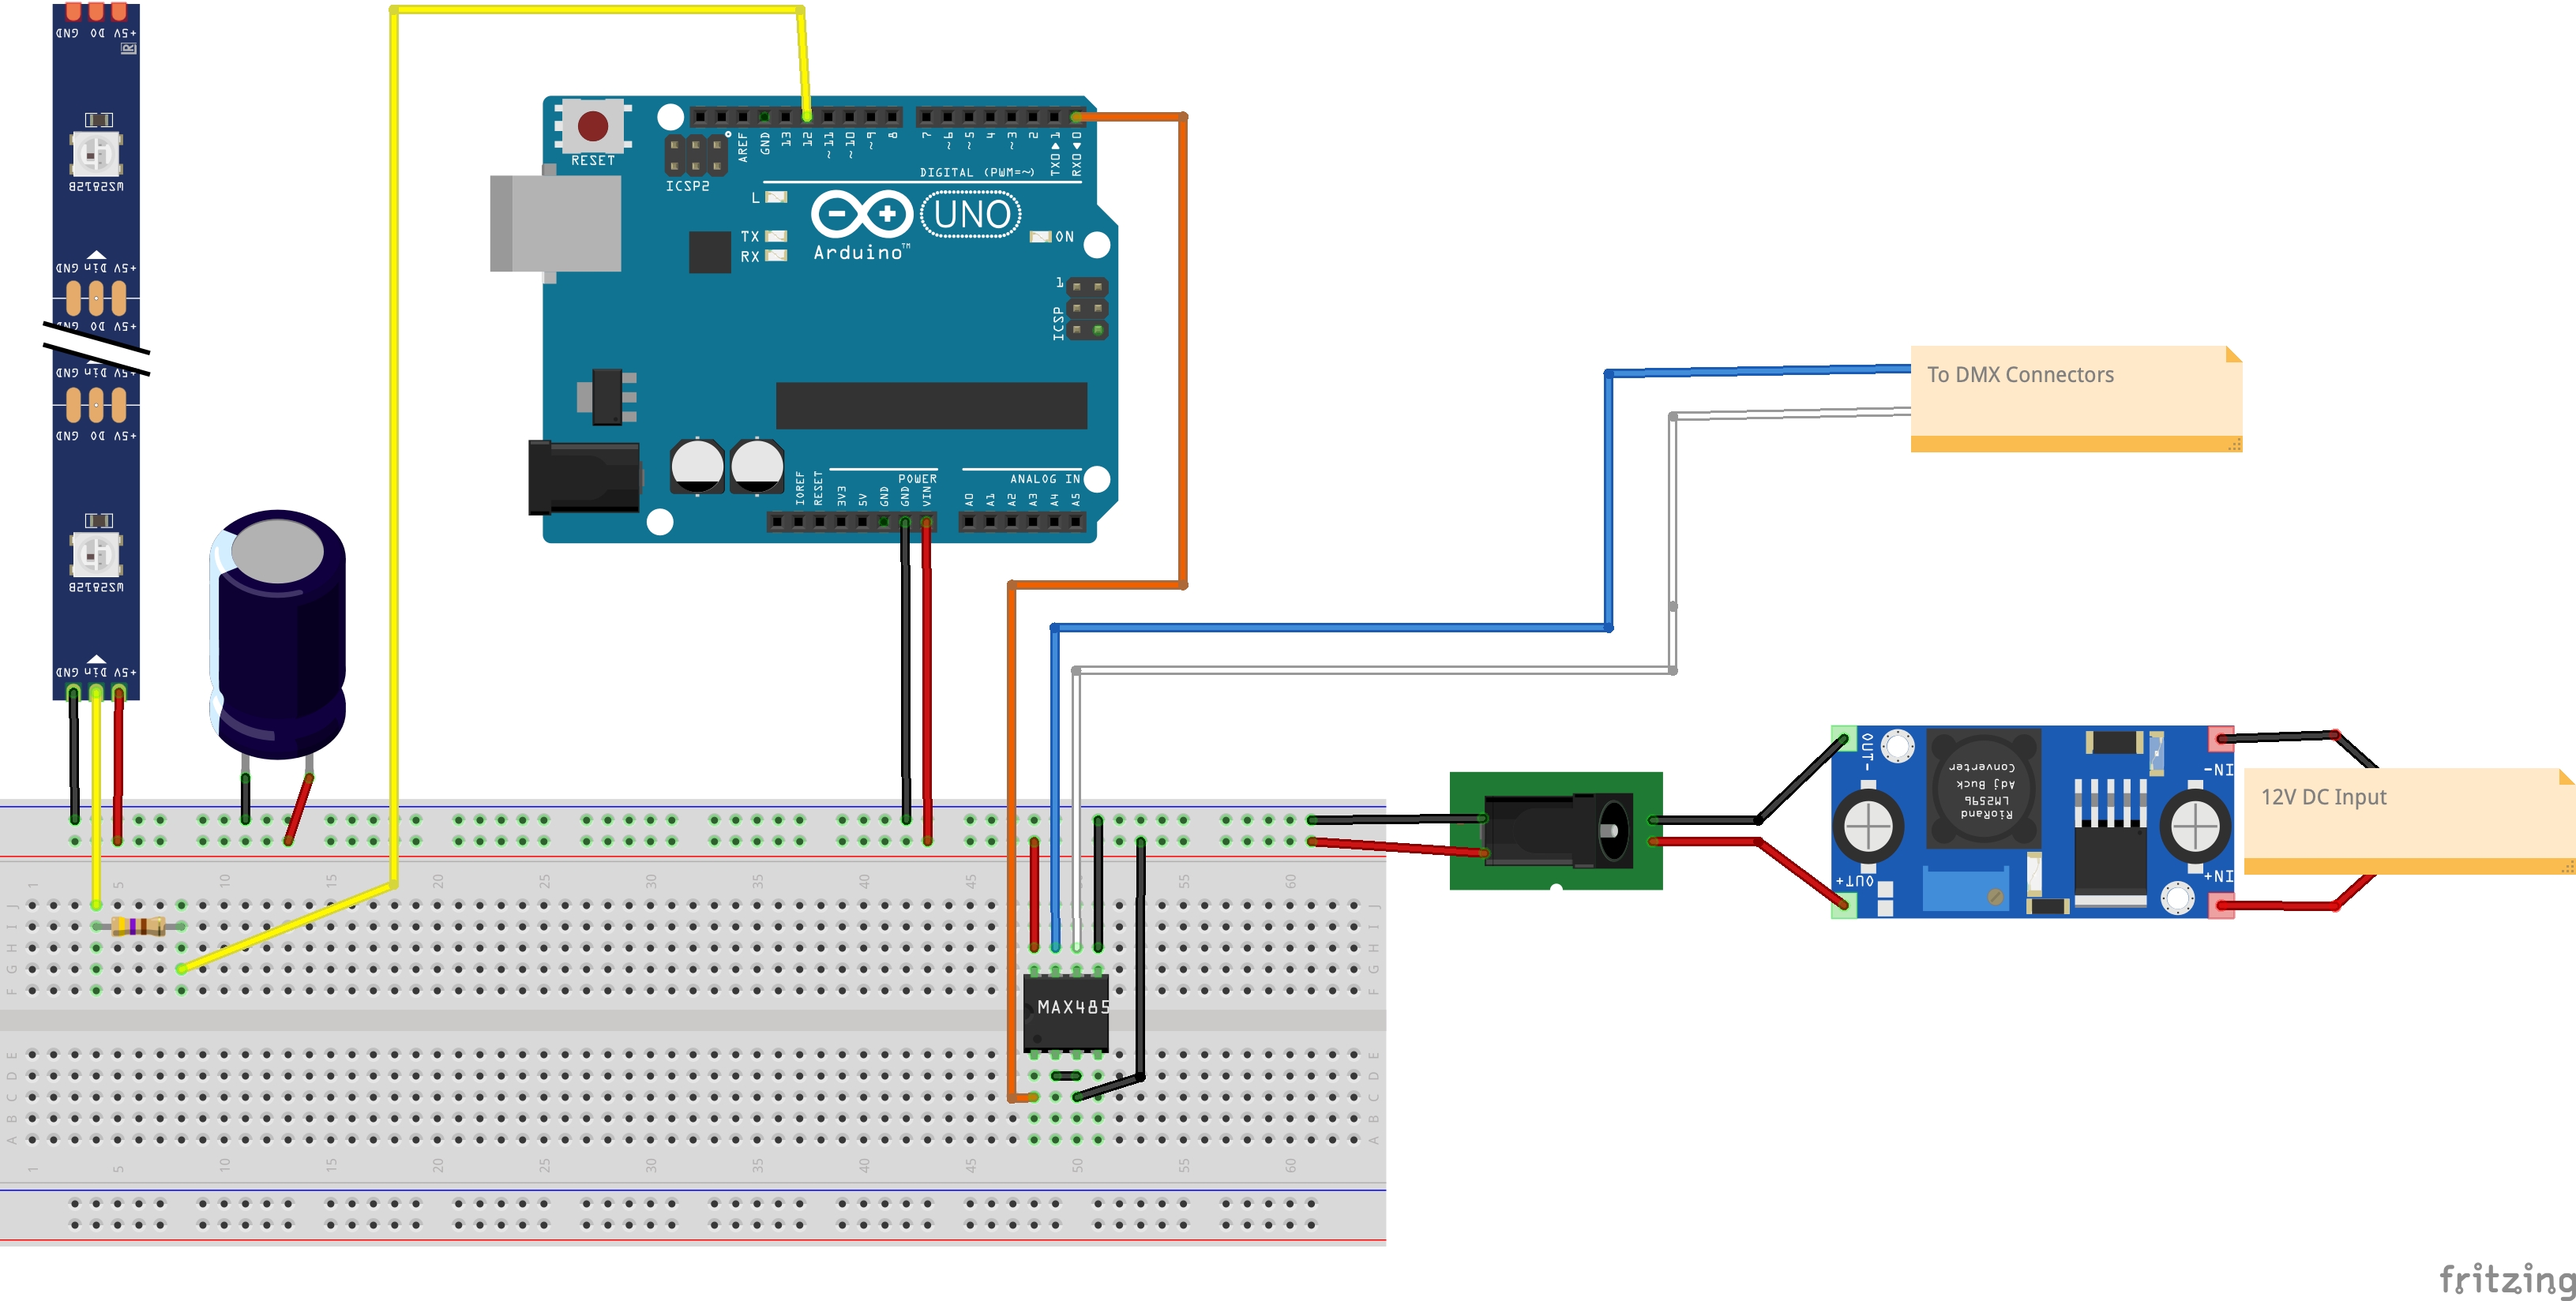 GND DO +5V
R
WS2812B
GND Din +5V
GND DO +5V
GND Din +5V
GND DO +5V
WS2812B
GND Din +5V
RESET
ICSP2
AREF
GND
13
12
~11
~10
~9
8
7
~6
~5
4
~3
2
TX0 1
RX0 0
DIGITAL (PWM=~)
L
TX
RX
Arduino™
UNO
ON
1
ICSP
IOREF
RESET
3V3
5V
GND
GND
VIN
POWER
ANALOG IN
A0
A1
A2
A3
A4
A5
To DMX Connectors
OUT-
OUT+
IN-
IN+
RioRand
LM2596
Adj Buck
Converter
12V DC Input
1 5 10 15 20 25 30 35 40 45 50 55 60
J J
I I
H H
G G
F F
MAX485
E E
D D
C C
B B
A A
1 5 10 15 20 25 30 35 40 45 50 55 60
fritzing